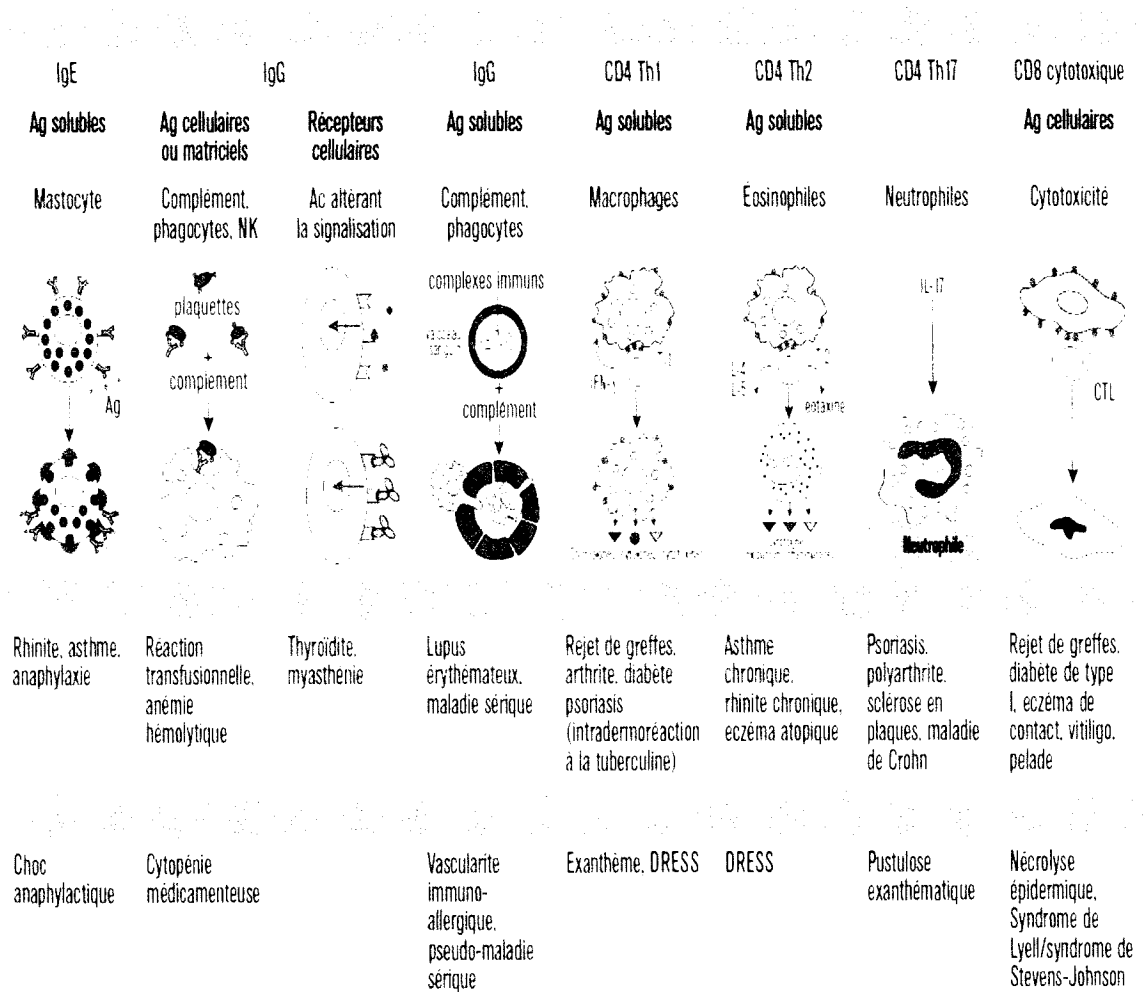 IgE IgG IgG CD4 Th1 CD4 Th2 CD4 Th17 CD8 cytotoxique
Ag solubles
Ag cellulaires
ou matriciels
Récepteurs
cellulaires
Ag solubles
Ag solubles
Ag solubles
Ag cellulaires
Mastocyte
Complément,
phagocytes, NK
Ac altérant
la signalisation
Complément,
phagocytes
Macrophages
Éosinophiles
Neutrophiles
Cytotoxicité
Ag
plaquettes
+
complément
complexes immuns
+
complément
eotaxine
IL-17
Neutrophile
CTL
Rhinite, asthme,
anaphylaxie
Réaction
transfusionnelle,
anémie
hémolytique
Thyroïdite,
myasthénie
Lupus
érythémateux,
maladie sérique
Rejet de greffes,
arthrite, diabète
psoriasis
(intradermoréaction
à la tuberculine)
Asthme
chronique,
rhinite chronique,
eczéma atopique
Psoriasis,
polyarthrite,
sclérose en
plaques, maladie
de Crohn
Rejet de greffes,
diabète de type
I, eczéma de
contact, vitiligo,
pelade
Choc
anaphylactique
Cytopénie
médicamenteuse
Vascularite
immuno-
allergique,
pseudo-maladie
sérique
Exanthème, DRESS
DRESS
Pustulose
exanthématique
Nécrolyse
épidermique,
Syndrome de
Lyell/syndrome de
Stevens-Johnson